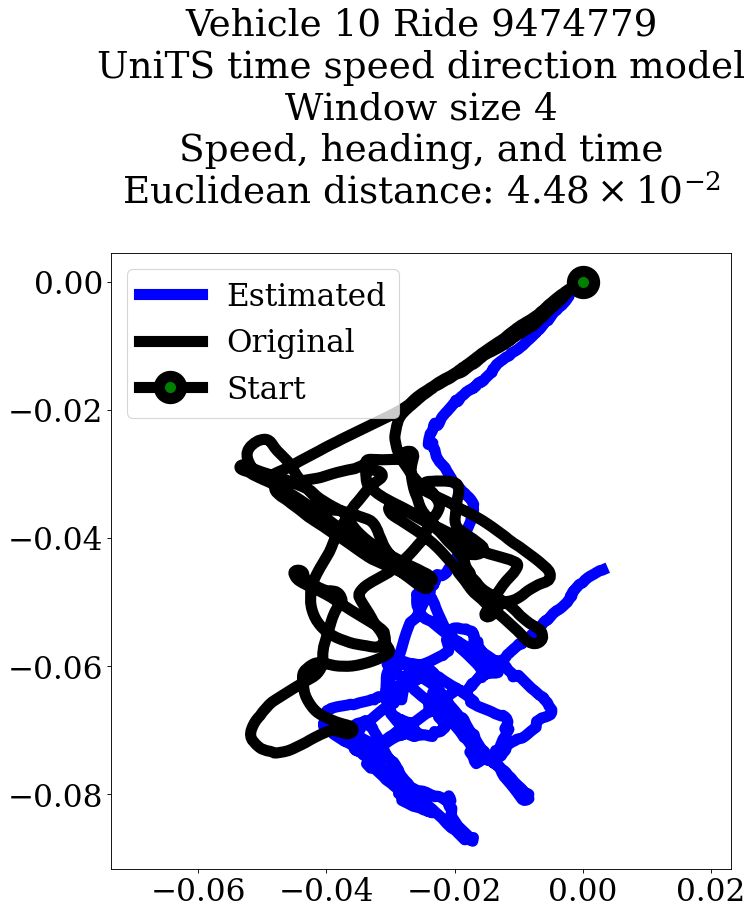 Vehicle 10 Ride 9474779
UniTS time speed direction model
Window size 4
Speed, heading, and time
Euclidean distance: 4.48 × 10⁻²
Estimated
Original
Start
0.00
−0.02
−0.04
−0.06
−0.08
−0.06 −0.04 −0.02 0.00 0.02